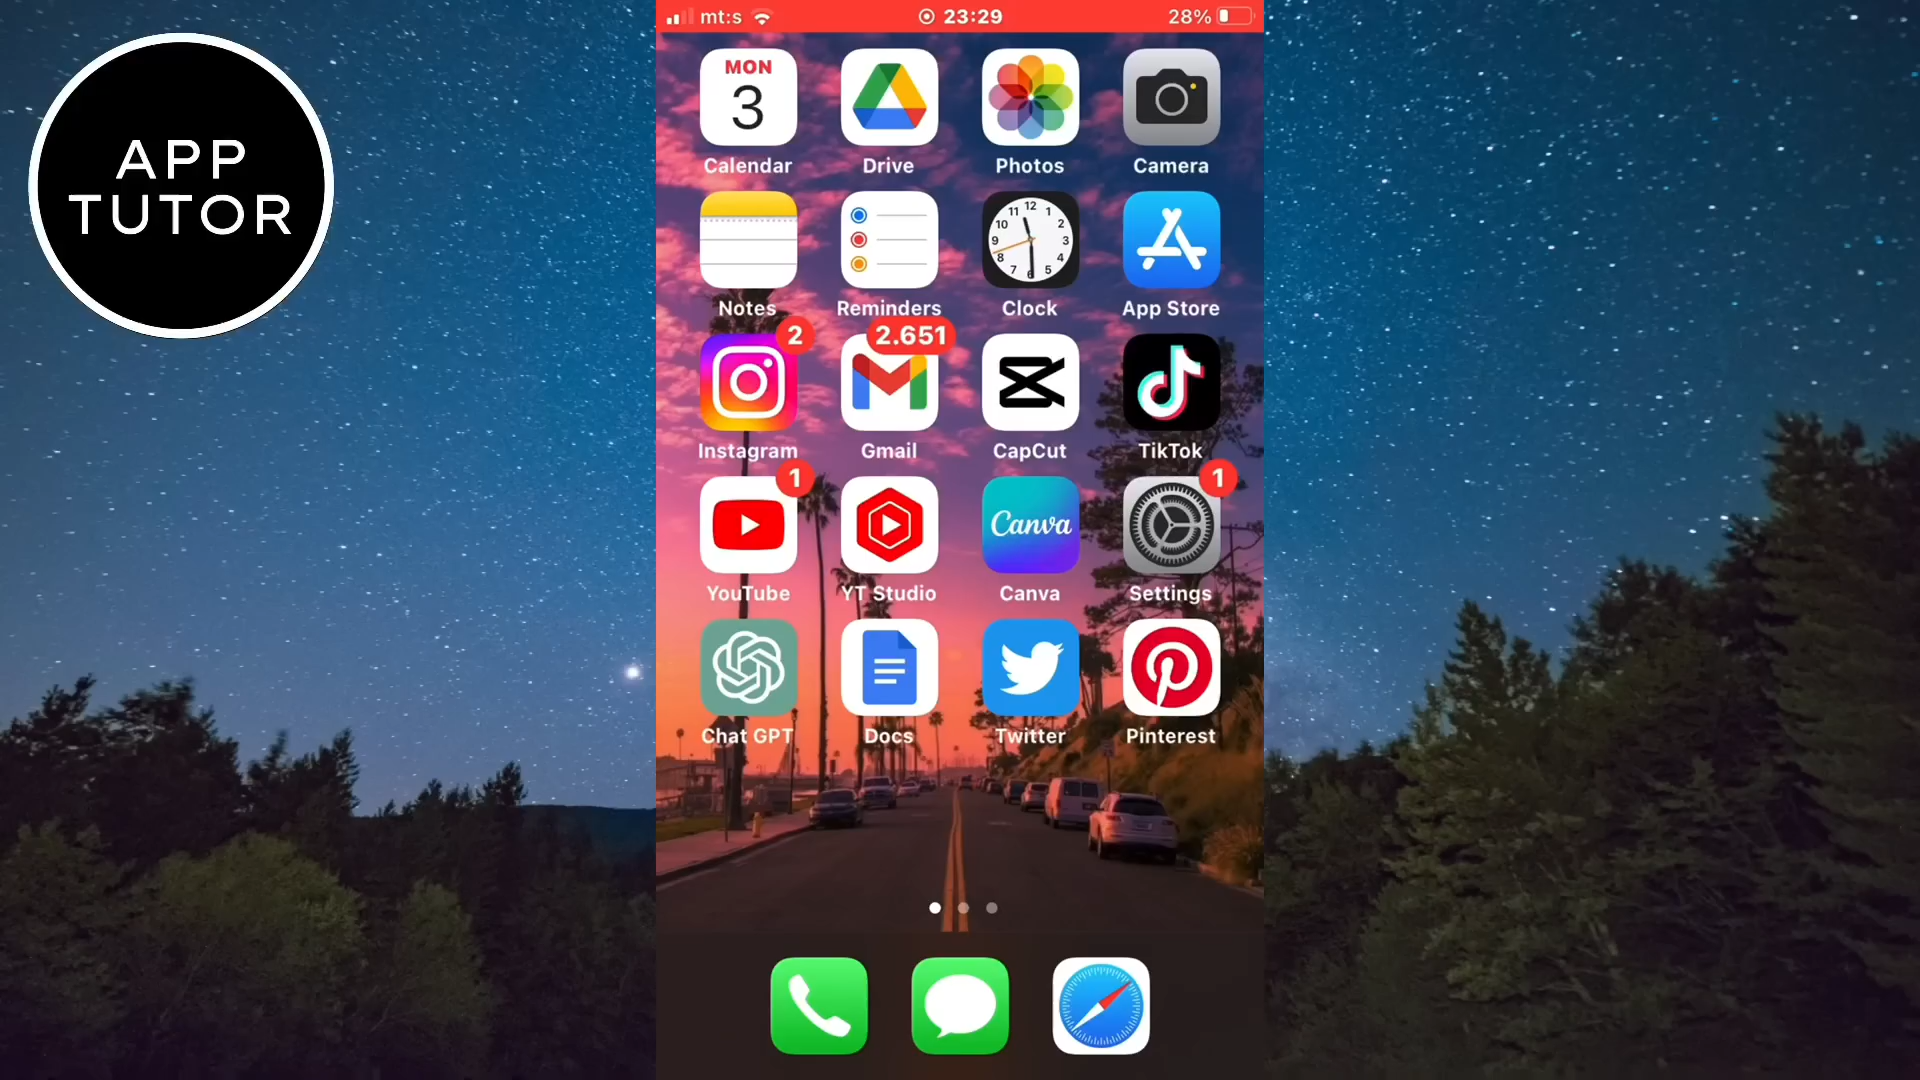 APP
TUTOR
mt:s 23:29 28%
MON
3
Calendar Drive Photos Camera
12
11 1
10 2
9 3
8 4
7 6 5
Notes Reminders Clock App Store
2 2.651
Instagram Gmail CapCut TikTok
1 1
Canva
YouTube YT Studio Canva Settings
Chat GPT Docs Twitter Pinterest